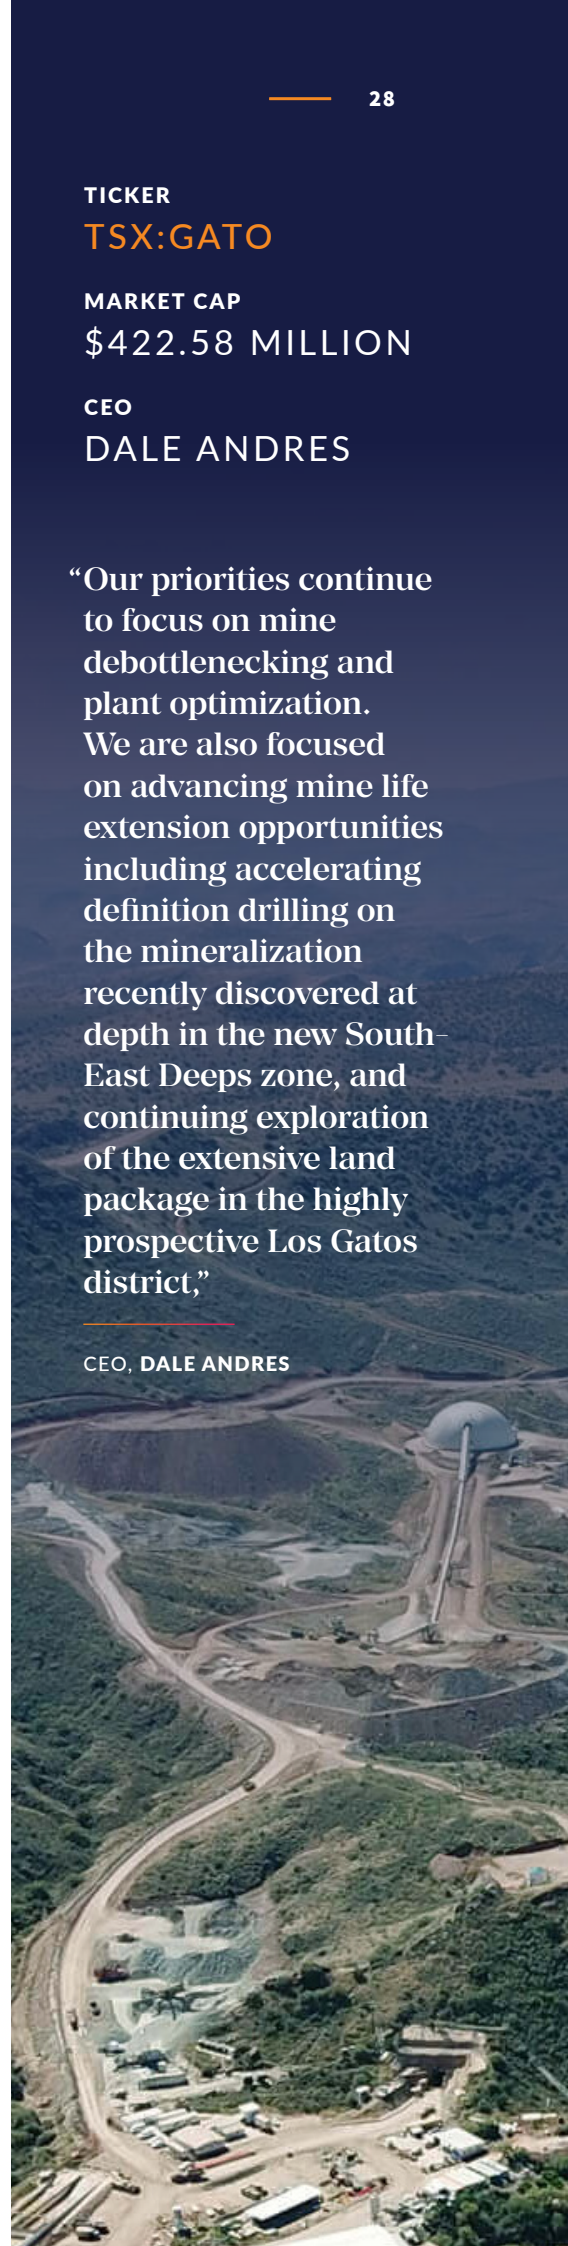 28
TICKER
TSX:GATO
MARKET CAP
$422.58 MILLION
CEO
DALE ANDRES
“Our priorities continue
to focus on mine
debottlenecking and
plant optimization.
We are also focused
on advancing mine life
extension opportunities
including accelerating
definition drilling on
the mineralization
recently discovered at
depth in the new South-
East Deeps zone, and
continuing exploration
of the extensive land
package in the highly
prospective Los Gatos
district,”
CEO, DALE ANDRES